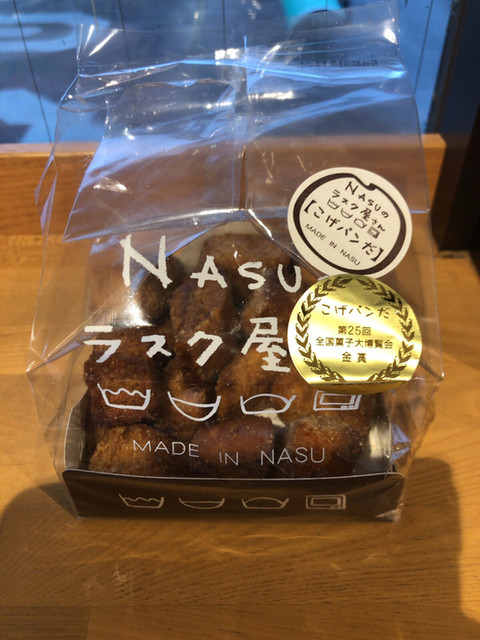 NASUの
ラスク屋さん
【こげパンだ】
MADE IN NASU
NASU
ラスク屋
MADE IN NASU
こげパンだ
第25回
全国菓子大博覧会
金賞